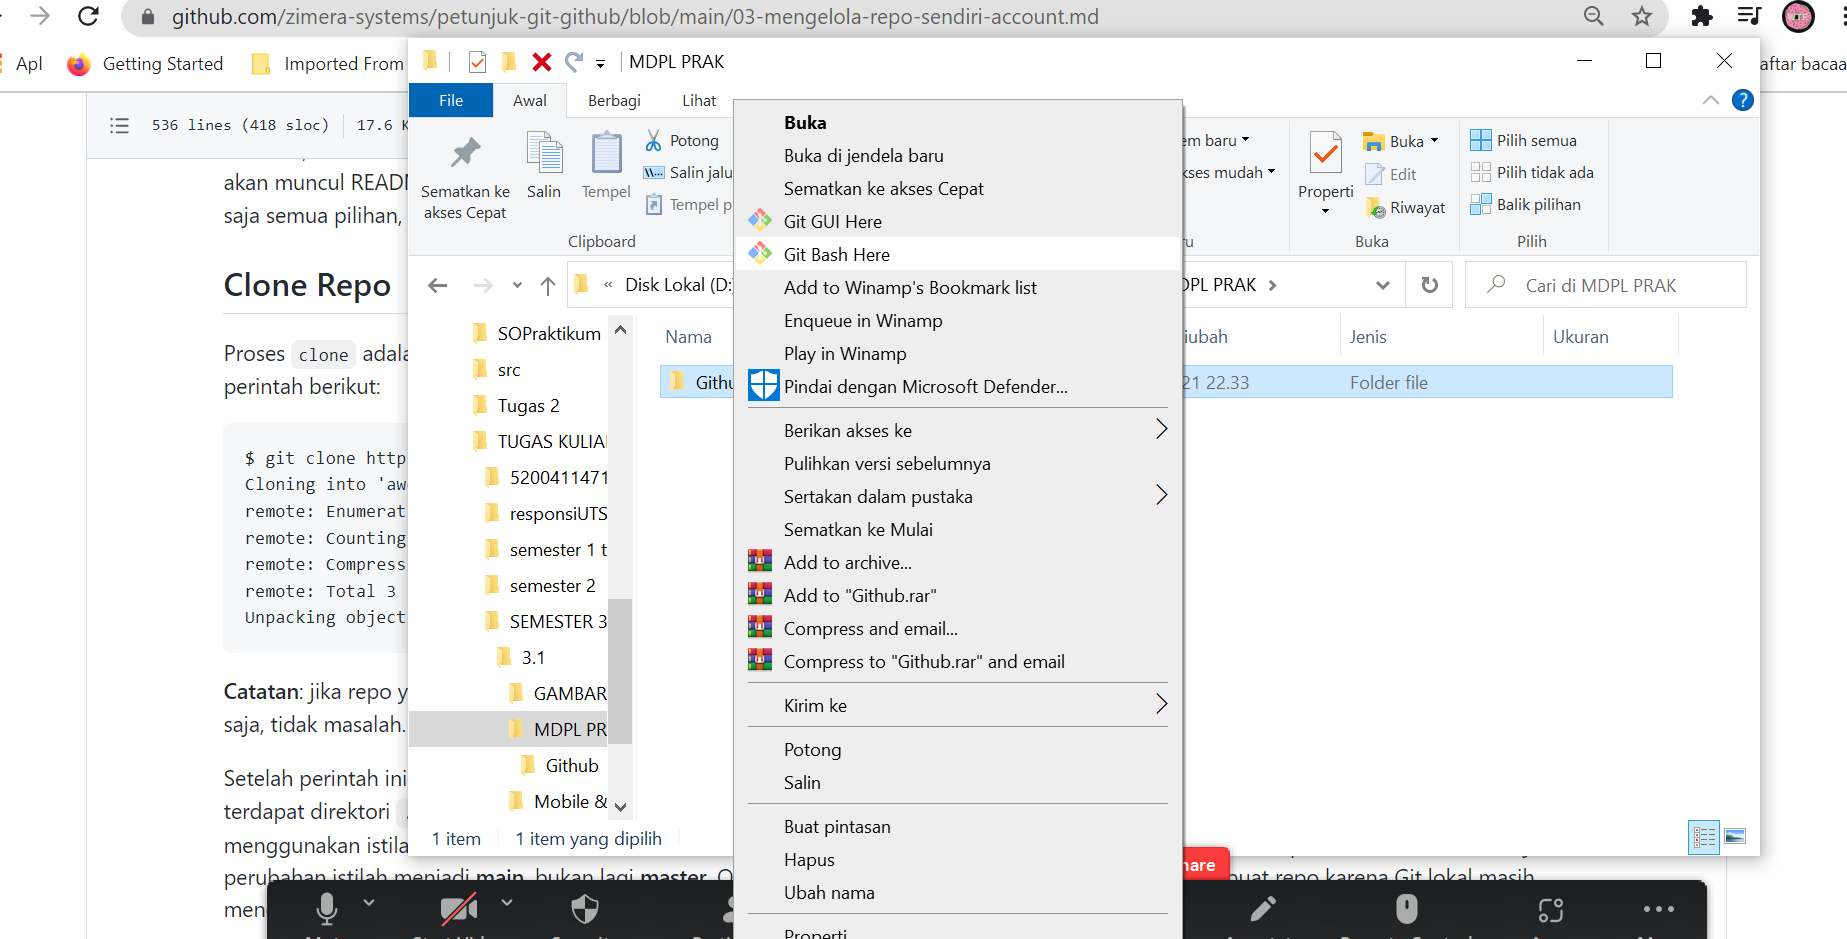 github.com/zimera-systems/petunjuk-git-github/blob/main/03-mengelola-repo-sendiri-account.md
Apl
Getting Started
Imported From
aftar bacaa
MDPL PRAK
File
Awal
Berbagi
Lihat
536 lines (418 sloc)
17.6 K
akan muncul READM
saja semua pilihan,
Clone Repo
Proses clone adala
perintah berikut:
$ git clone http
Cloning into 'aw
remote: Enumerat
remote: Counting
remote: Compress
remote: Total 3
Unpacking object
Catatan: jika repo y
saja, tidak masalah.
Setelah perintah ini
terdapat direktori
menggunakan istila
perubahan istilah menjadi main, bukan lagi master.
buat repo karena Git lokal masih
men
Sematkan ke
akses Cepat
Salin
Tempel
Potong
Salin jalu
Tempel p
Clipboard
em baru
kses mudah
ru
Properti
Buka
Edit
Riwayat
Buka
Pilih semua
Pilih tidak ada
Balik pilihan
Pilih
« Disk Lokal (D:
DPL PRAK
Cari di MDPL PRAK
SOPraktikum
src
Tugas 2
TUGAS KULIAH
5200411471
responsiUTS
semester 1 t
semester 2
SEMESTER 3
3.1
GAMBAR
MDPL PR
Github
Mobile &
Nama
iubah
Jenis
Ukuran
Githu
21 22.33
Folder file
1 item
1 item yang dipilih
Buka
Buka di jendela baru
Sematkan ke akses Cepat
Git GUI Here
Git Bash Here
Add to Winamp's Bookmark list
Enqueue in Winamp
Play in Winamp
Pindai dengan Microsoft Defender...
Berikan akses ke
Pulihkan versi sebelumnya
Sertakan dalam pustaka
Sematkan ke Mulai
Add to archive...
Add to "Github.rar"
Compress and email...
Compress to "Github.rar" and email
Kirim ke
Potong
Salin
Buat pintasan
Hapus
Ubah nama
Properti
hare